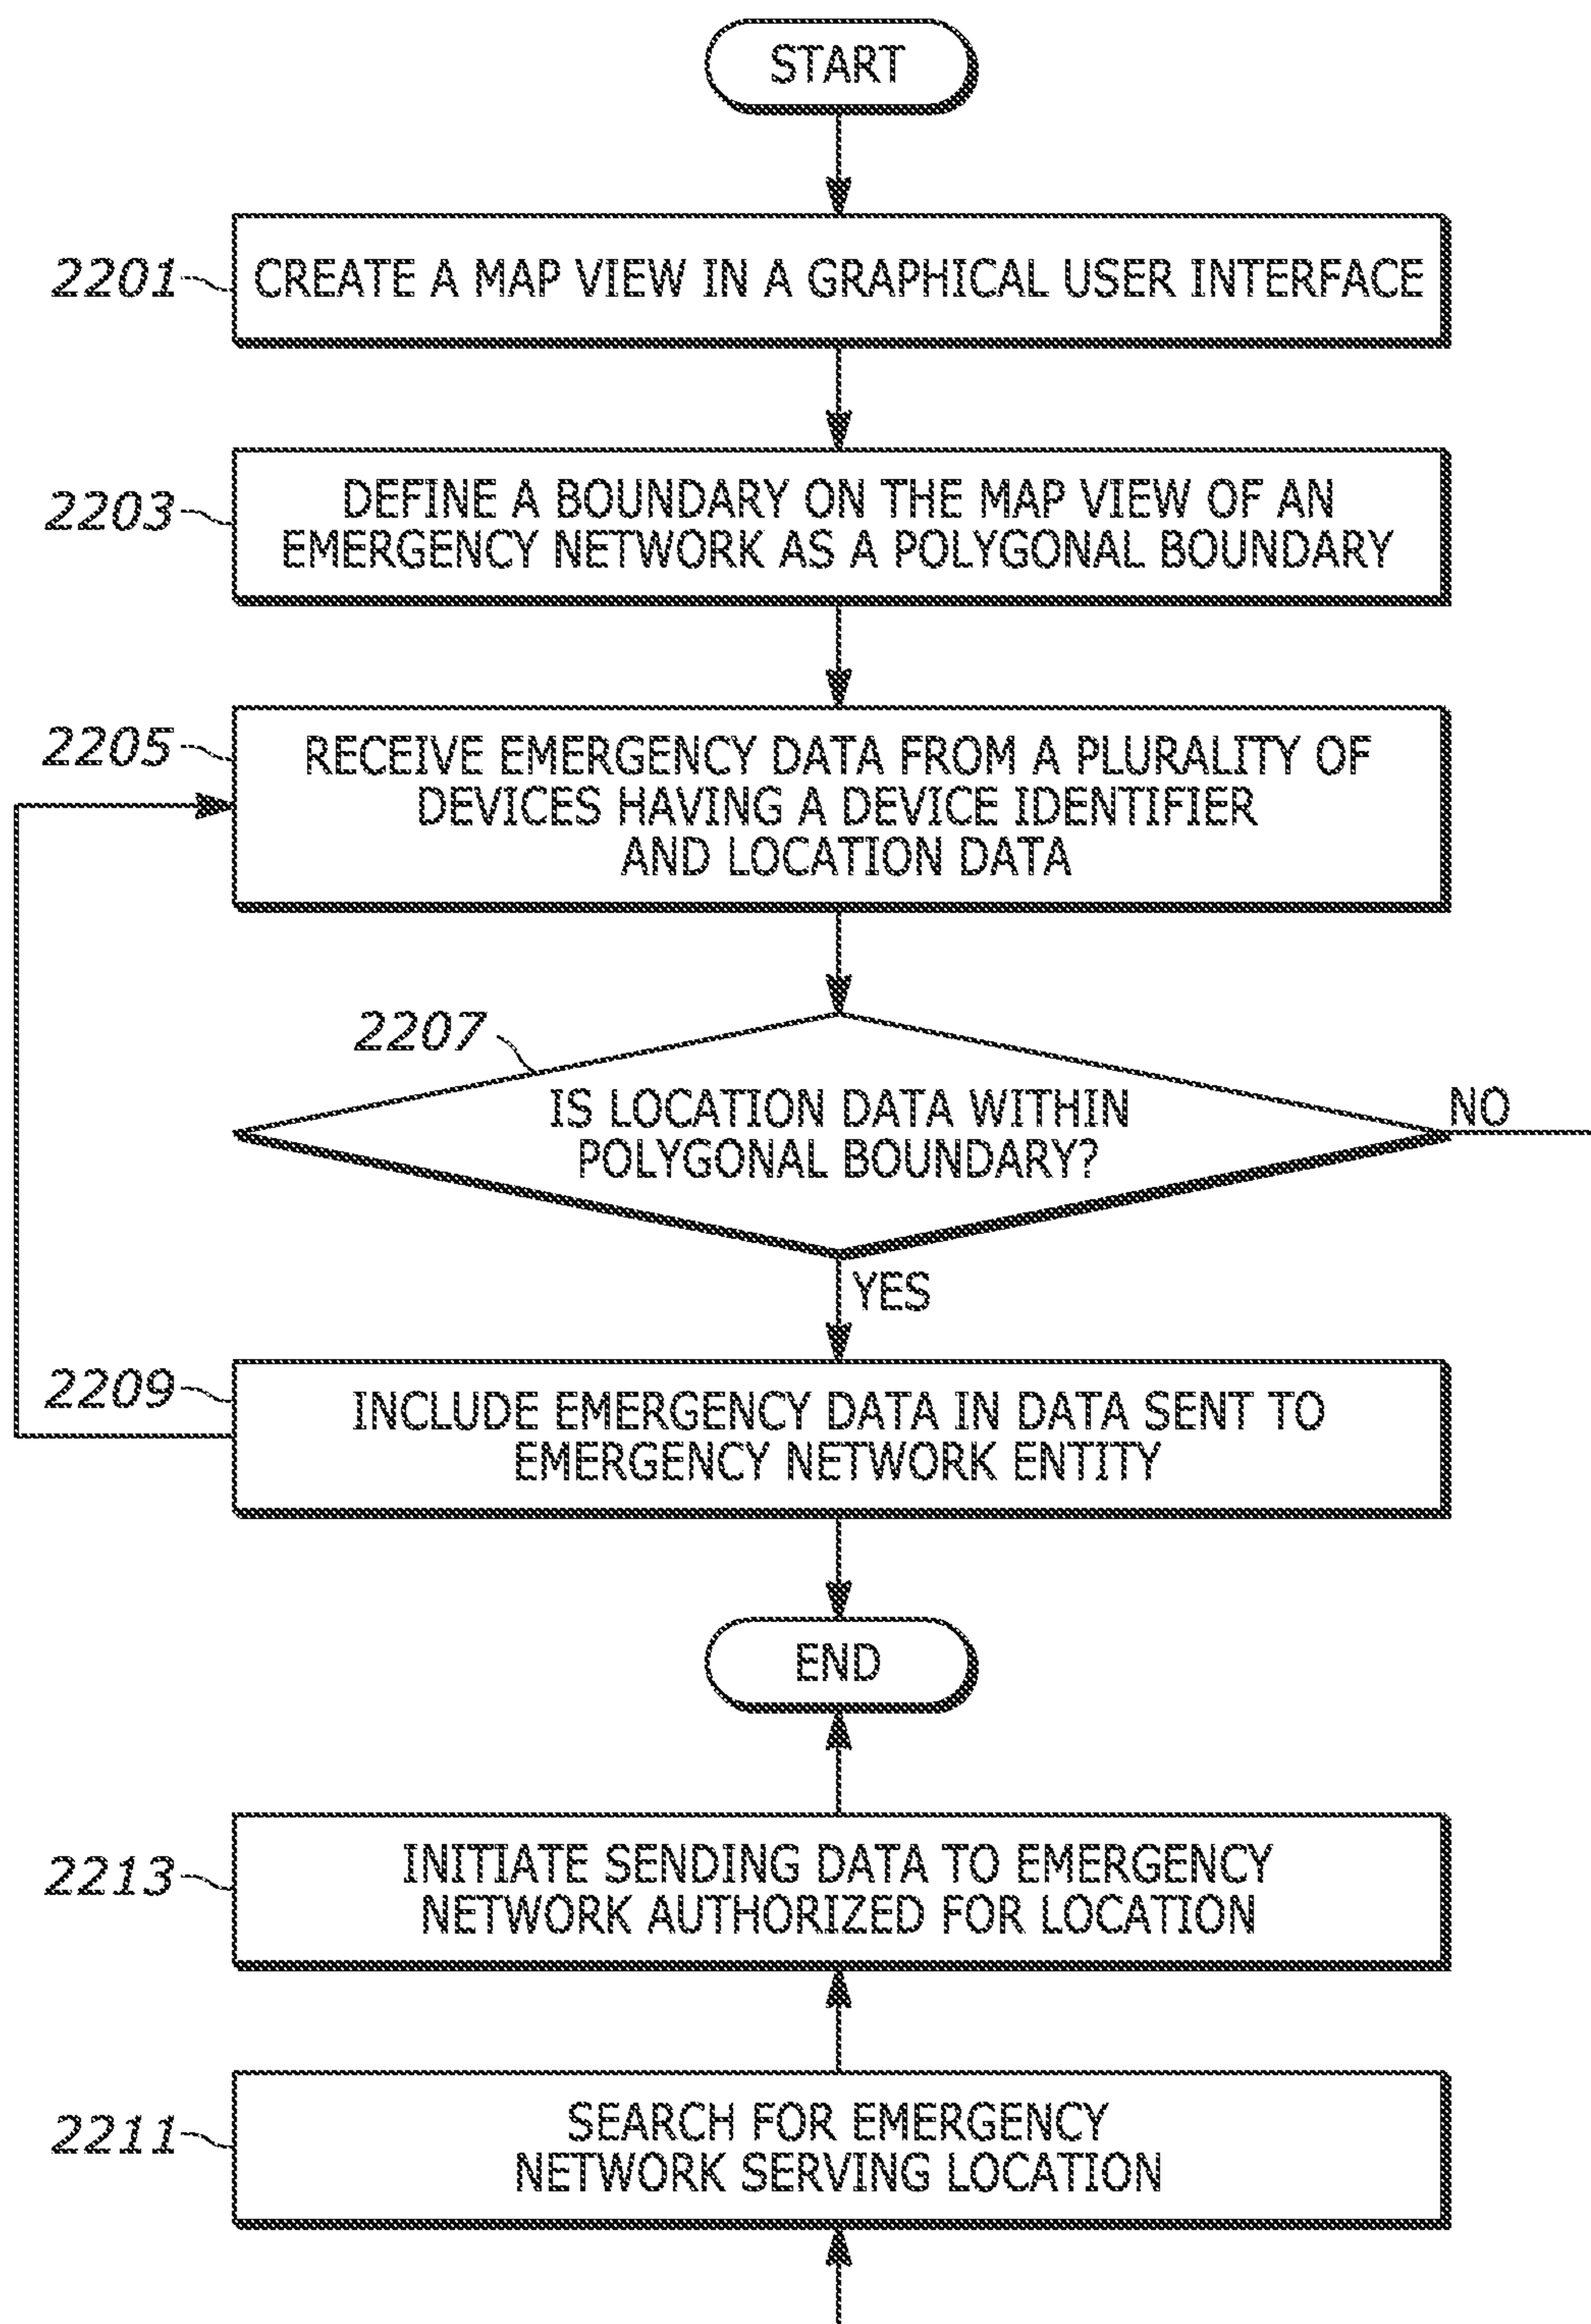 START
2201
CREATE A MAP VIEW IN A GRAPHICAL USER INTERFACE
2203
DEFINE A BOUNDARY ON THE MAP VIEW OF AN
EMERGENCY NETWORK AS A POLYGONAL BOUNDARY
2205
RECEIVE EMERGENCY DATA FROM A PLURALITY OF
DEVICES HAVING A DEVICE IDENTIFIER
AND LOCATION DATA
2207
IS LOCATION DATA WITHIN
POLYGONAL BOUNDARY?
NO
YES
2209
INCLUDE EMERGENCY DATA IN DATA SENT TO
EMERGENCY NETWORK ENTITY
END
2213
INITIATE SENDING DATA TO EMERGENCY
NETWORK AUTHORIZED FOR LOCATION
2211
SEARCH FOR EMERGENCY
NETWORK SERVING LOCATION